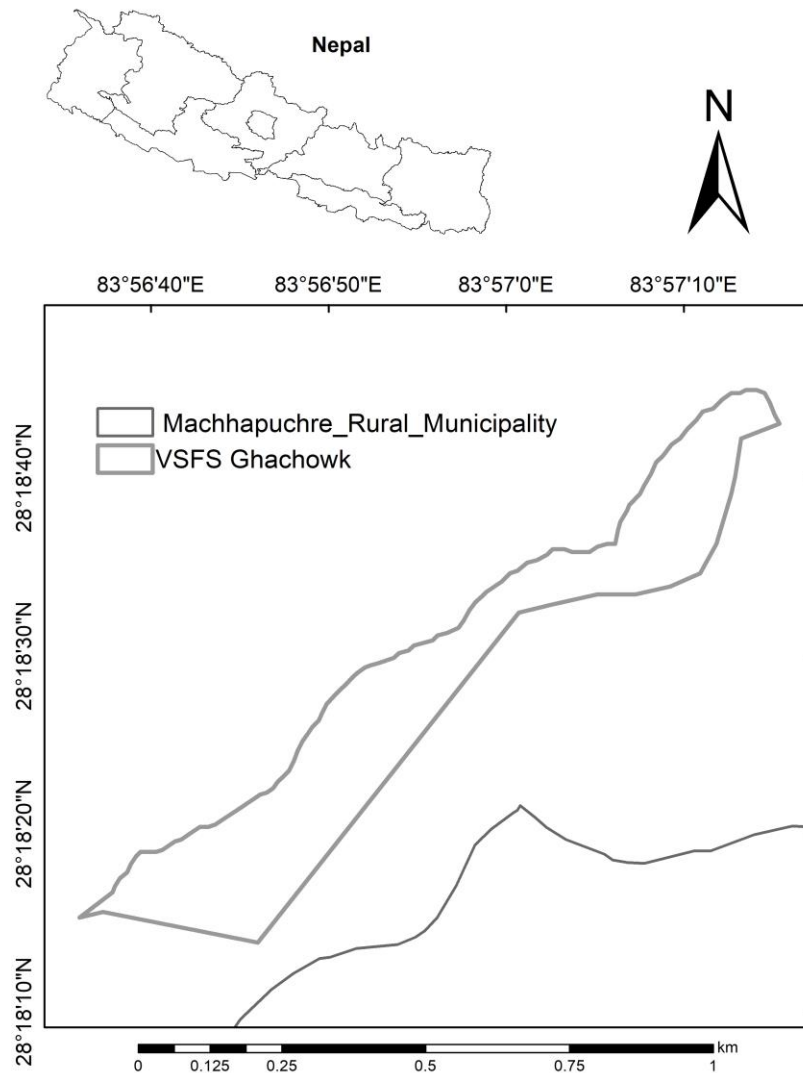 Nepal
N
83°56'40"E 83°56'50"E 83°57'0"E 83°57'10"E
Machhapuchre_Rural_Municipality
VSFS Ghachowk
28°18'40"N
28°18'30"N
28°18'20"N
28°18'10"N
km
0 0.125 0.25 0.5 0.75 1